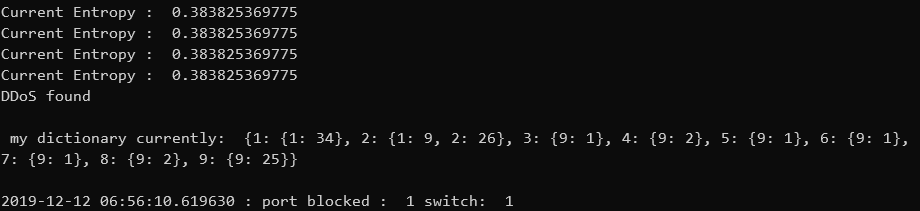 Current Entropy :  0.383825369775
Current Entropy :  0.383825369775
Current Entropy :  0.383825369775
Current Entropy :  0.383825369775
DDoS found
my dictionary currently:  {1: {1: 34}, 2: {1: 9, 2: 26}, 3: {9: 1}, 4: {9: 2}, 5: {9: 1}, 6: {9: 1},
7: {9: 1}, 8: {9: 2}, 9: {9: 25}}
2019-12-12 06:56:10.619630 : port blocked :  1 switch:  1